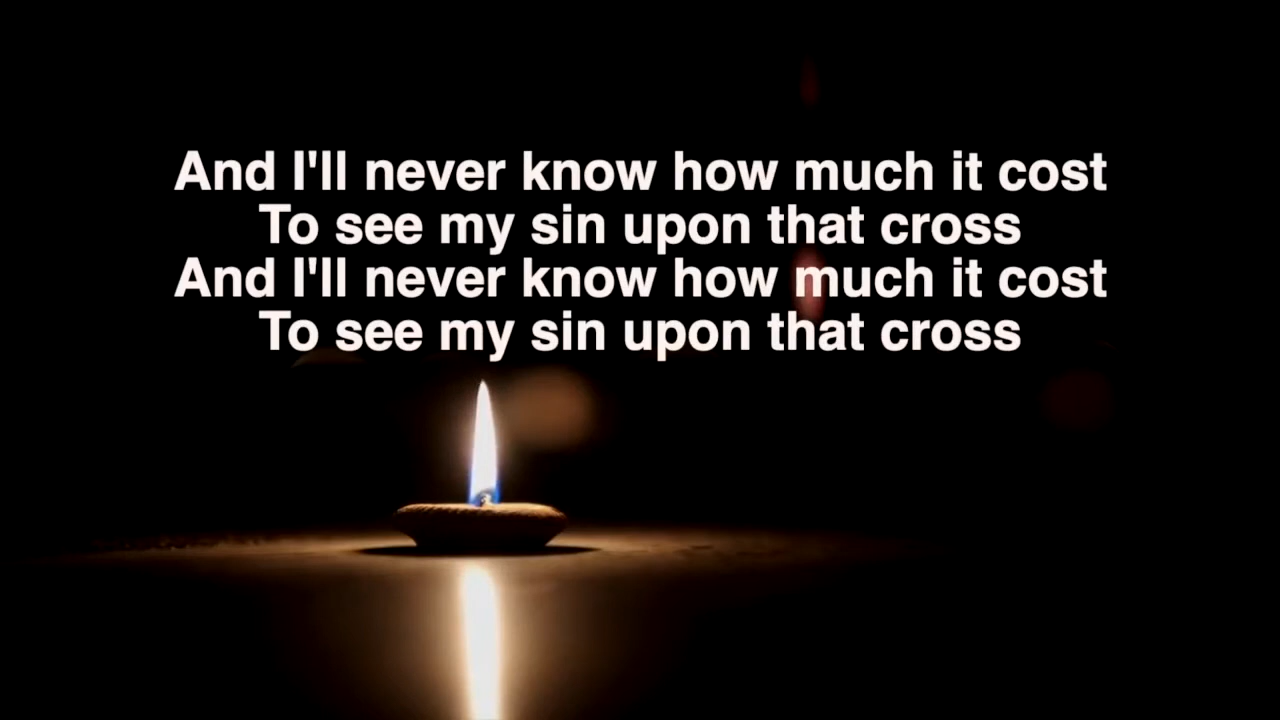 And I'll never know how much it cost
To see my sin upon that cross
And I'll never know how much it cost
To see my sin upon that cross